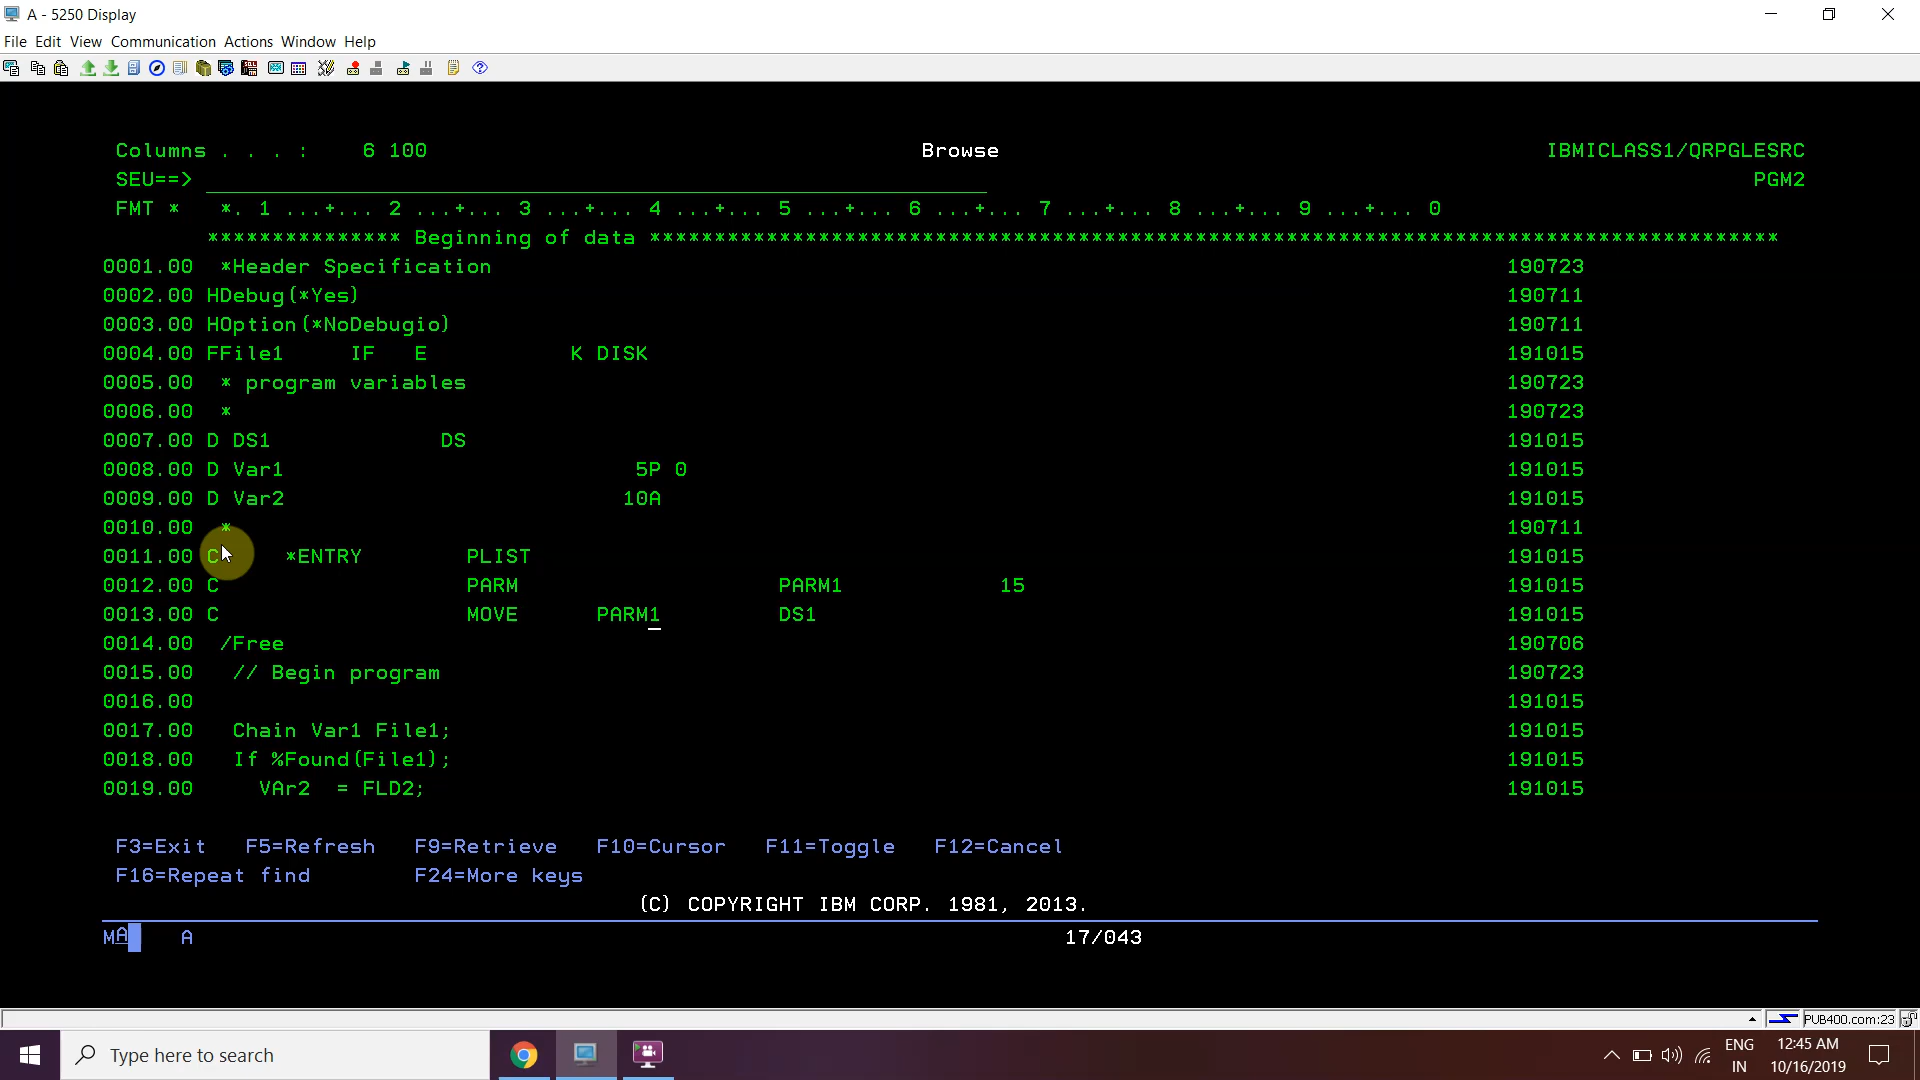 A - 5250 Display
File Edit View Communication Actions Window Help
Columns . . . :    6 100    Browse    IBMICLASS1/QRPGLESRC
SEU==>    PGM2
FMT *   *. 1 ...+... 2 ...+... 3 ...+... 4 ...+... 5 ...+... 6 ...+... 7 ...+... 8 ...+... 9 ...+... 0
*************** Beginning of data ***************************************************************************************
0001.00  *Header Specification    190723
0002.00 HDebug(*Yes)    190711
0003.00 HOption(*NoDebugio)    190711
0004.00 FFile1     IF   E           K DISK    191015
0005.00  * program variables    190723
0006.00  *    190723
0007.00 D DS1             DS    191015
0008.00 D Var1                           5P 0    191015
0009.00 D Var2                          10A    191015
0010.00  *    190711
0011.00 C     *ENTRY        PLIST    191015
0012.00 C                   PARM                    PARM1            15    191015
0013.00 C                   MOVE      PARM1         DS1    191015
0014.00  /Free    190706
0015.00   // Begin program    190723
0016.00    191015
0017.00   Chain Var1 File1;    191015
0018.00   If %Found(File1);    191015
0019.00     VAr2  = FLD2;    191015
F3=Exit   F5=Refresh   F9=Retrieve   F10=Cursor   F11=Toggle   F12=Cancel
F16=Repeat find        F24=More keys
(C) COPYRIGHT IBM CORP. 1981, 2013.
MA    A    17/043
PUB400.com:23
Type here to search
ENG 12:45 AM
IN 10/16/2019